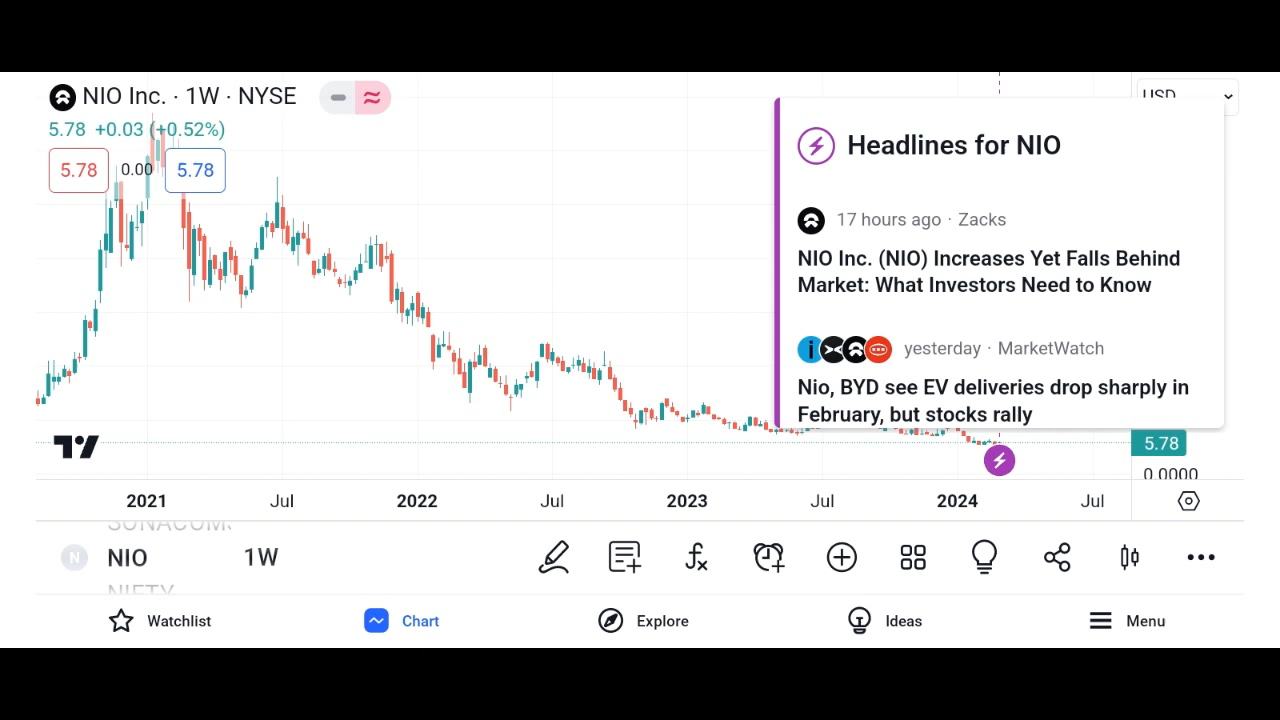 NIO Inc. · 1W · NYSE
USD
5.78 +0.03 (+0.52%)
5.78 0.00 5.78
Headlines for NIO
17 hours ago · Zacks
NIO Inc. (NIO) Increases Yet Falls Behind
Market: What Investors Need to Know
yesterday · MarketWatch
Nio, BYD see EV deliveries drop sharply in
February, but stocks rally
5.78
0.0000
2021 Jul 2022 Jul 2023 Jul 2024 Jul
N NIO 1W
NIFTY
Watchlist Chart Explore Ideas Menu